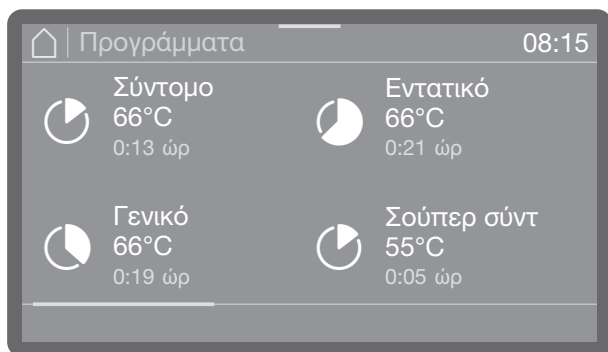 Προγράμματα 08:15
Σύντομο
66°C
0:13 ώρ
Εντατικό
66°C
0:21 ώρ
Γενικό
66°C
0:19 ώρ
Σούπερ σύντ
55°C
0:05 ώρ